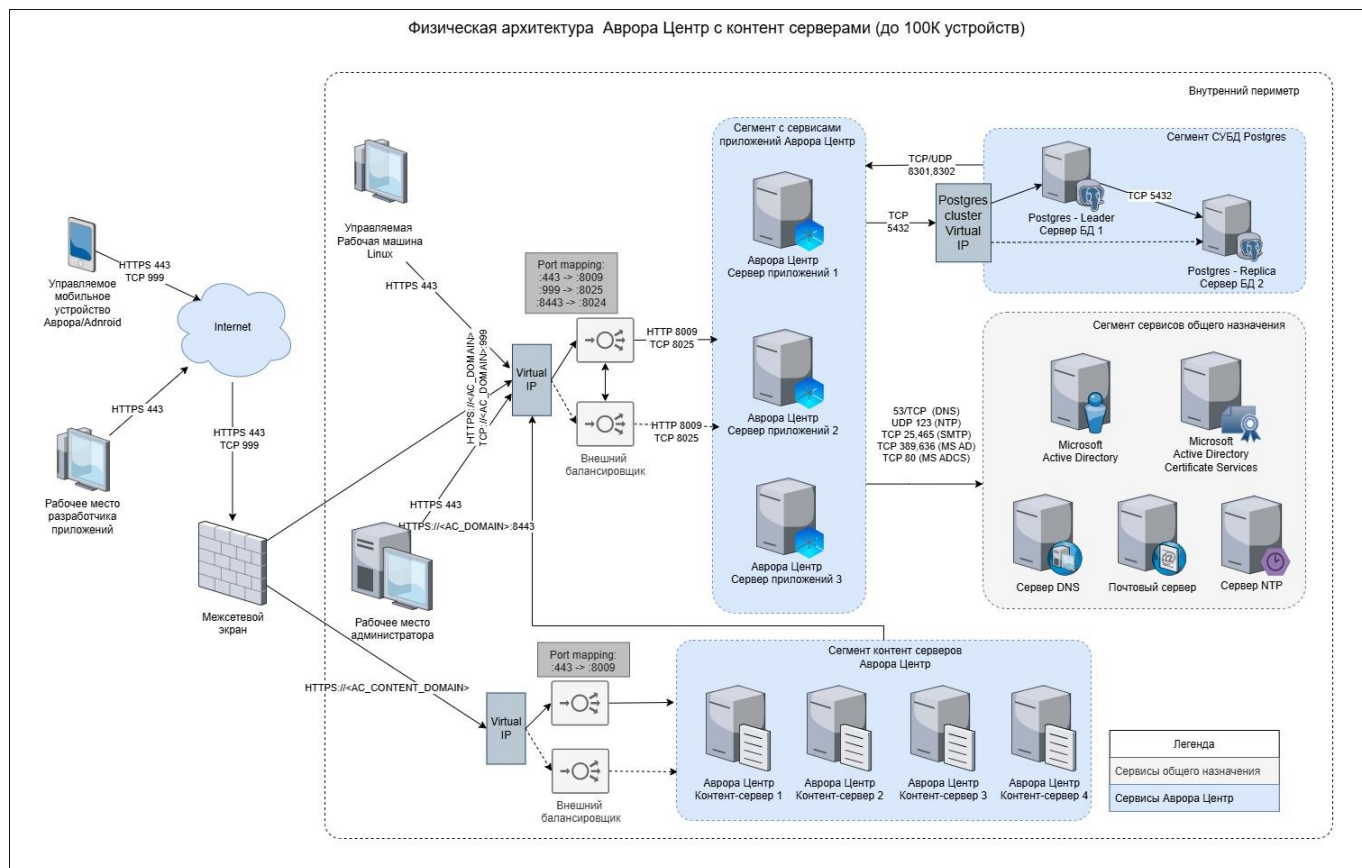 Физическая архитектура Аврора Центр с контент серверами (до 100К устройств)
Внутренний периметр
Управляемое
мобильное
устройство
Аврора/Adnroid
HTTPS 443
TCP 999
Internet
HTTPS 443
Рабочее место
разработчика
приложений
HTTPS 443
TCP 999
Межсетевой
экран
Управляемая
Рабочая машина
Linux
HTTPS 443
HTTPS://<AC_DOMAIN>
TCP://<AC_DOMAIN>:999
HTTPS 443
HTTPS://<AC_DOMAIN>:8443
Рабочее место
администратора
HTTPS://<AC_CONTENT_DOMAIN>
Port mapping:
:443 -> :8009
:999 -> :8025
:8443 -> :8024
Virtual
IP
HTTP 8009
TCP 8025
HTTP 8009
TCP 8025
Внешний
балансировщик
Сегмент с сервисами
приложений Аврора Центр
Аврора Центр
Сервер приложений 1
Аврора Центр
Сервер приложений 2
Аврора Центр
Сервер приложений 3
TCP/UDP
8301,8302
TCP
5432
Сегмент СУБД Postgres
Postgres
cluster
Virtual
IP
Postgres - Leader
Сервер БД 1
TCP 5432
Postgres - Replica
Сервер БД 2
53/TCP (DNS)
UDP 123 (NTP)
TCP 25,465 (SMTP)
TCP 389,636 (MS AD)
TCP 80 (MS ADCS)
Сегмент сервисов общего назначения
Microsoft
Active Directory
Microsoft
Active Directory
Certificate Services
Сервер DNS
Почтовый сервер
Сервер NTP
Port mapping:
:443 -> :8009
Virtual
IP
Внешний
балансировщик
Сегмент контент серверов
Аврора Центр
Аврора Центр
Контент-сервер 1
Аврора Центр
Контент-сервер 2
Аврора Центр
Контент-сервер 3
Аврора Центр
Контент-сервер 4
Легенда
Сервисы общего назначения
Сервисы Аврора Центр